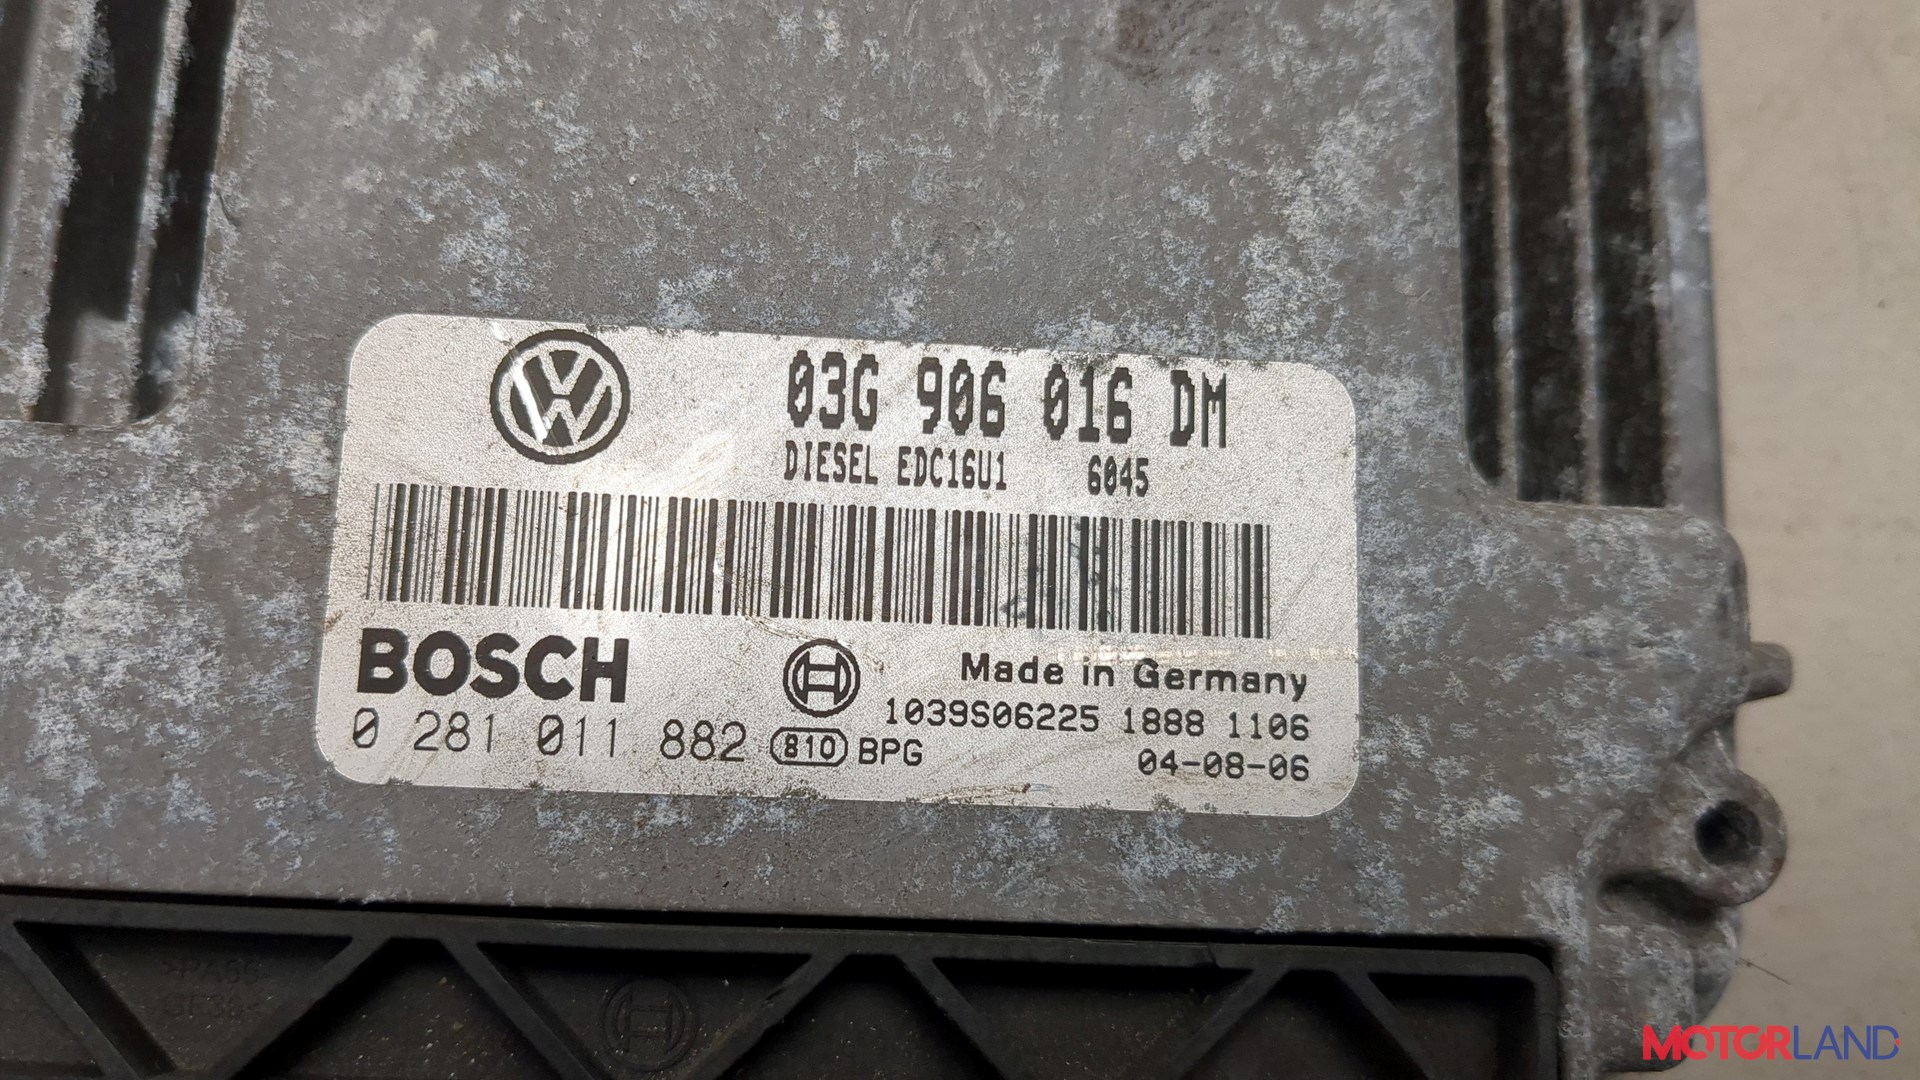 03G 906 016 DM
DIESEL EDC16U1 6045
BOSCH
Made in Germany
0 281 011 882 810 BPG
1039S06225 1888 1106
04-08-06
MOTORLAND